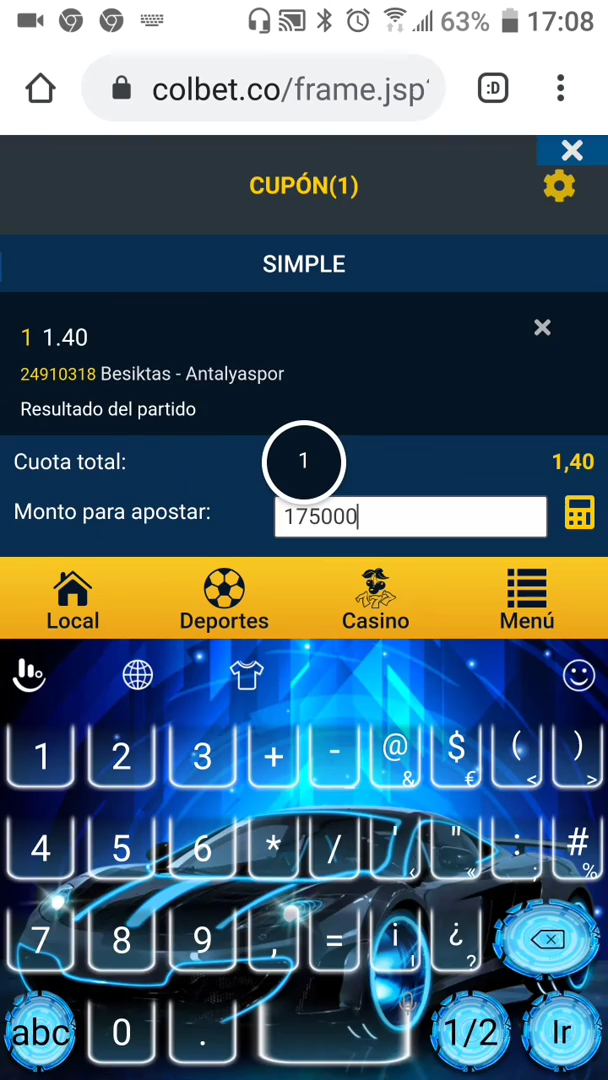 63% 17:08
colbet.co/frame.jsp
:D
CUPÓN(1)
SIMPLE
1 1.40
24910318 Besiktas - Antalyaspor
Resultado del partido
Cuota total:
1
1,40
Monto para apostar:
175000
Local
Deportes
Casino
Menú
1 2 3 + - @ & $ € ( < ) >
4 5 6 * / ' ‹ " « : ; # %
7 8 9 , = ¡ ! ¿ ?
abc 0 . 1/2 Ir